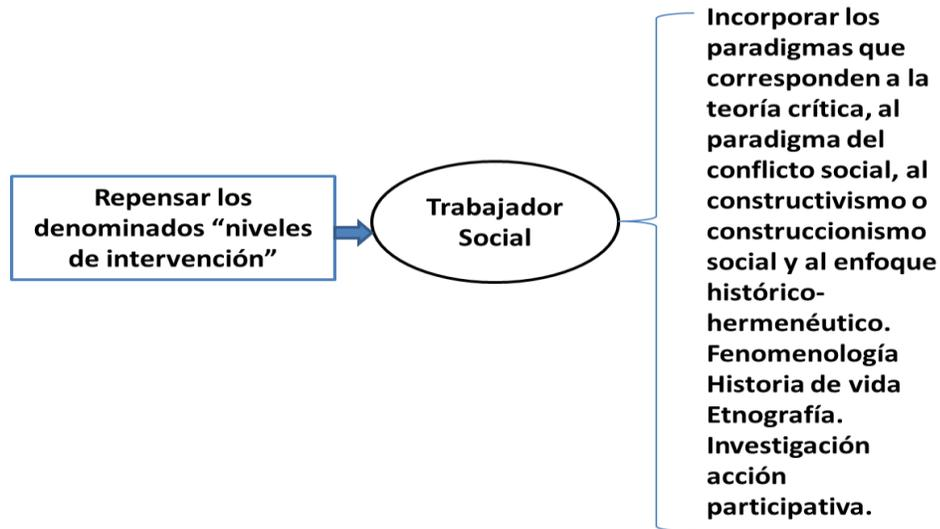 Repensar los
denominados “niveles
de intervención”
Trabajador
Social
Incorporar los
paradigmas que
corresponden a la
teoría crítica, al
paradigma del
conflicto social, al
constructivismo o
construccionismo
social y al enfoque
histórico-
hermenéutico.
Fenomenología
Historia de vida
Etnografía.
Investigación
acción
participativa.